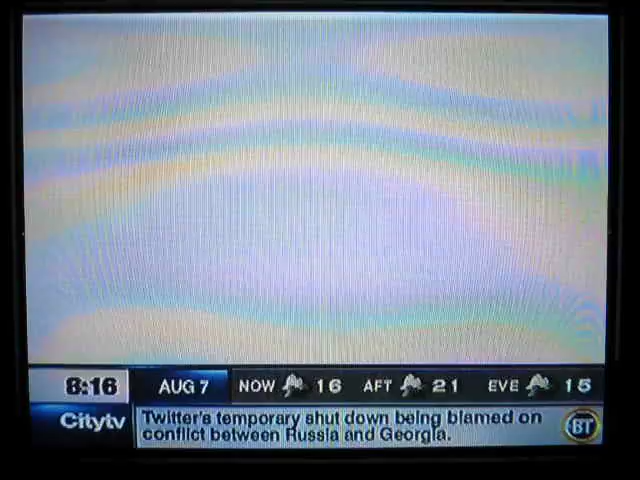 8:16 AUG 7 NOW 16 AFT 21 EVE 15
Citytv
Twitter's temporary shut down being blamed on
conflict between Russia and Georgia.
BT